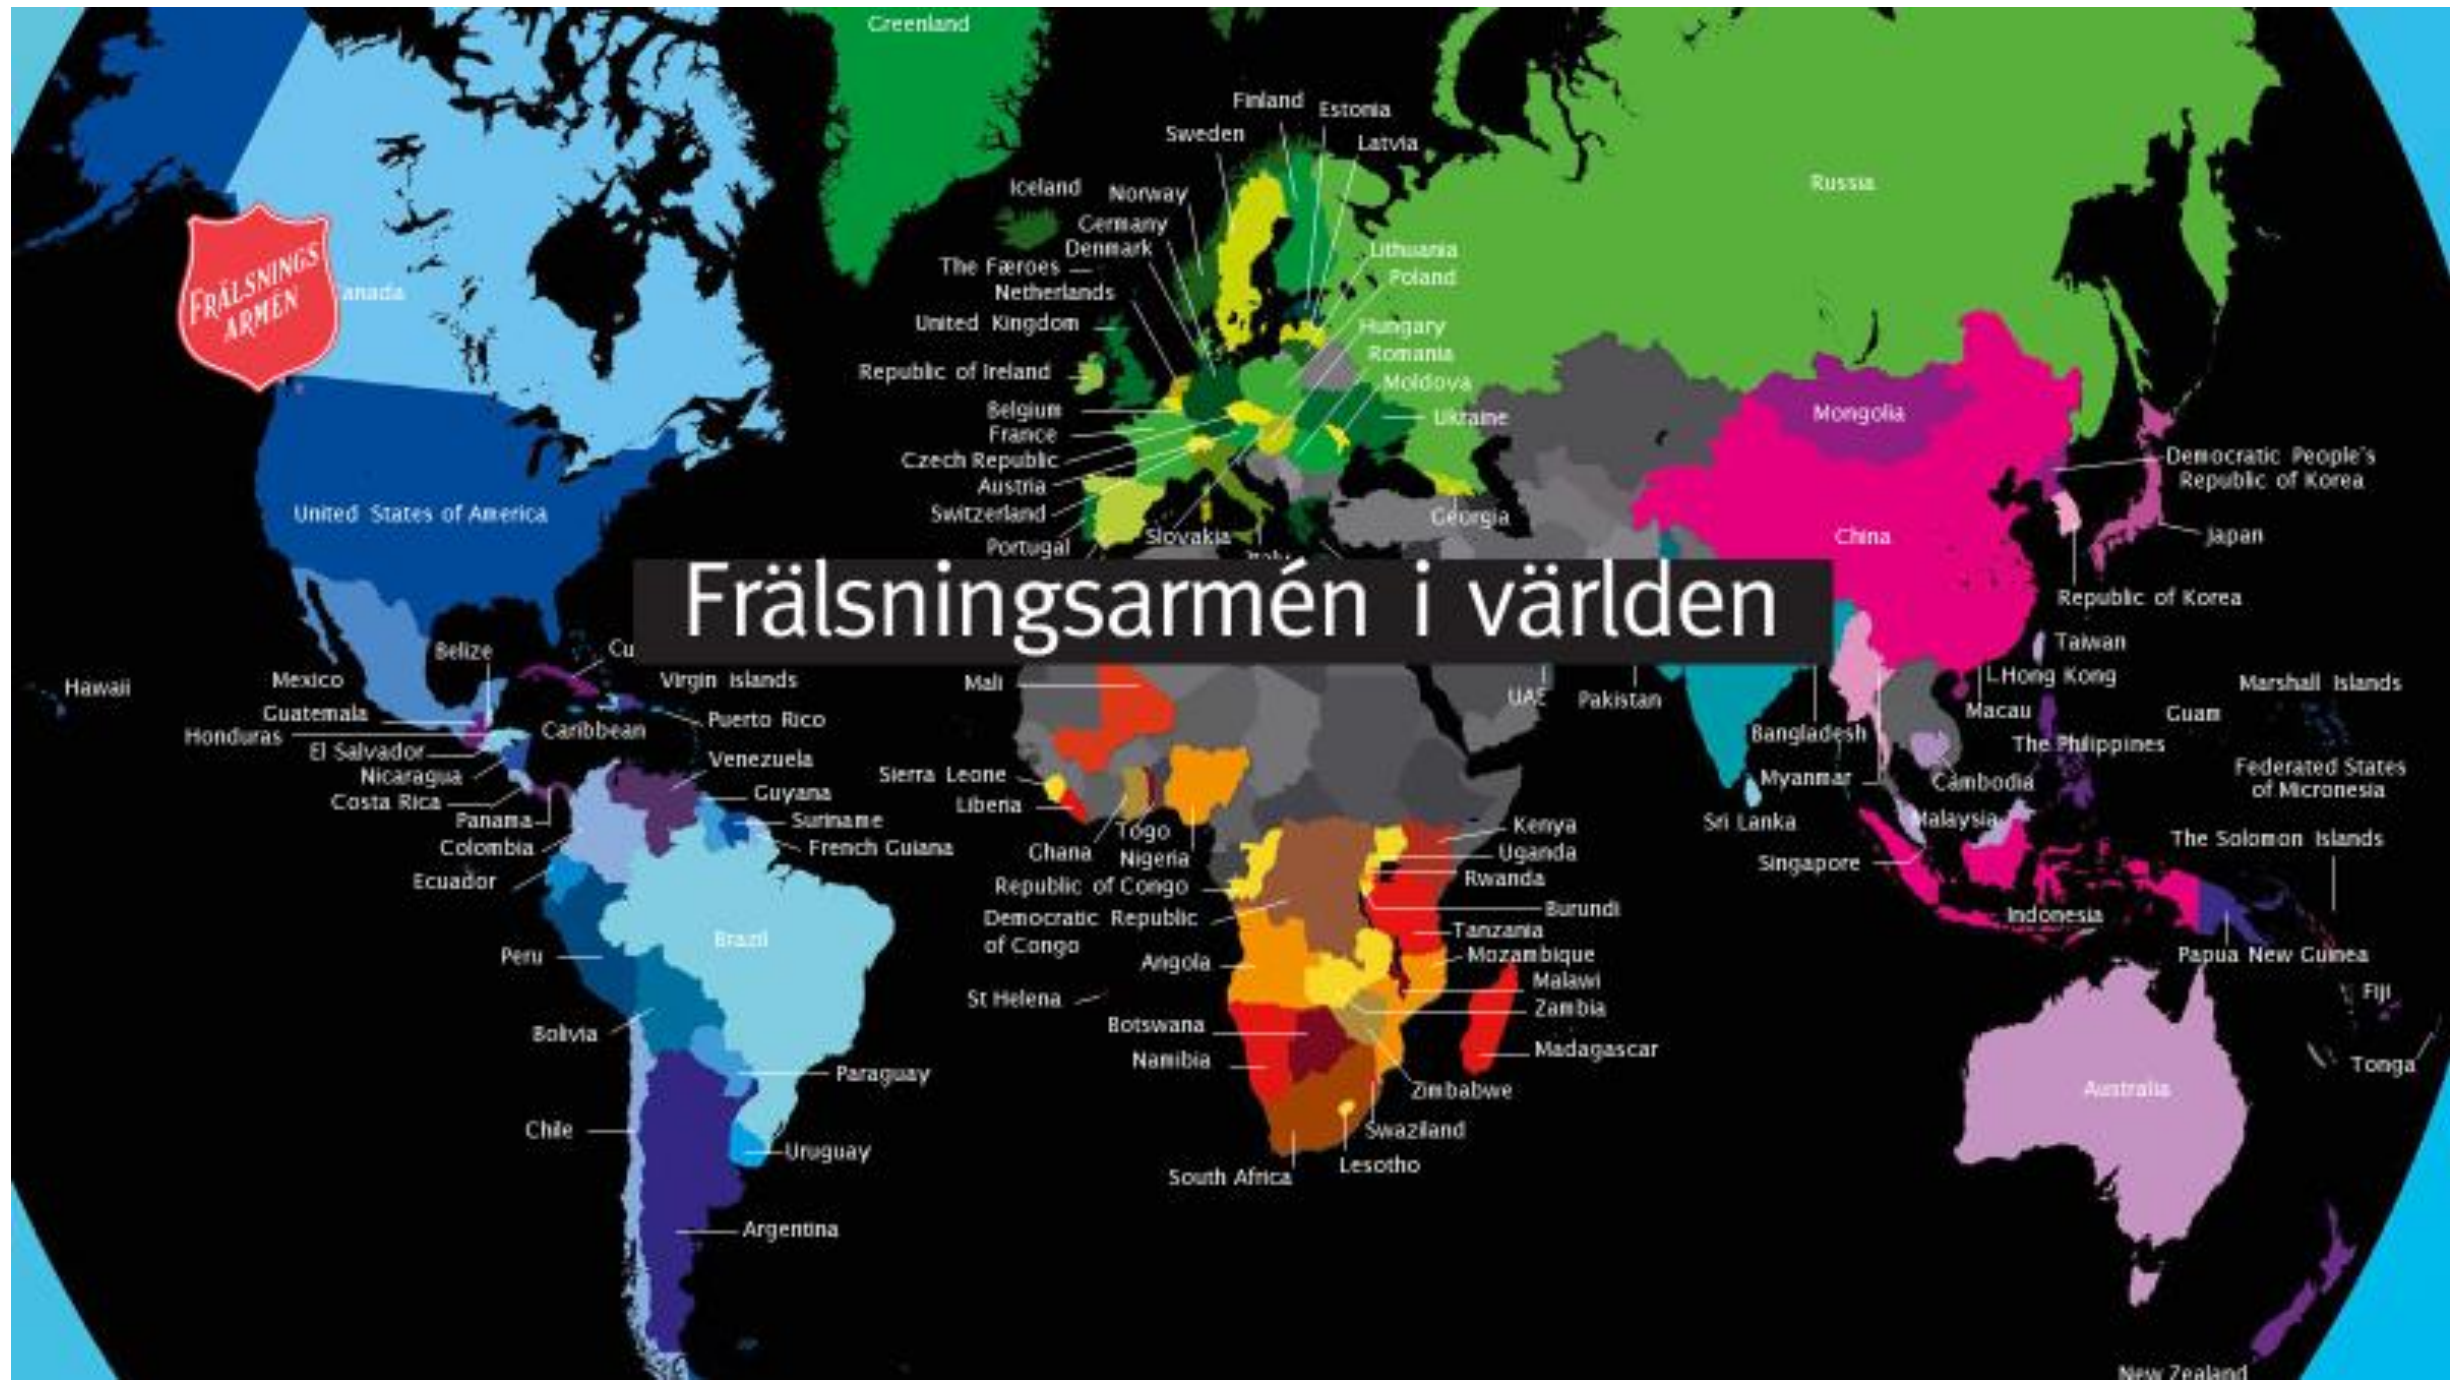 Greenland
Finland
Estonia
Sweden
Latvia
Russia
Iceland
Norway
Germany
Denmark
The Færoes
Netherlands
Lithuania
Poland
FRÄLSNINGS
ARMÉN
anada
United Kingdom
Hungary
Romania
Republic of Ireland
Moldova
Belgium
Ukraine
Mongolia
France
Czech Republic
Austria
Democratic People's
Republic of Korea
United States of America
Switzerland
Georgia
Slovakia
Portugal
China
Japan
Frälsningsarmén i världen
Republic of Korea
Taiwan
Belize
Cu
Hong Kong
Hawaii
Mexico
Virgin Islands
Mali
UAE
Pakistan
Marshall Islands
Guatemala
Puerto Rico
Macau
Guam
Honduras
Caribbean
Bangladesh
The Philippines
El Salvador
Venezuela
Nicaragua
Sierra Leone
Myanmar
Cambodia
Federated States
of Micronesia
Costa Rica
Guyana
Liberia
Panama
Suriname
Togo
Kenya
Sri Lanka
Malaysia
The Solomon Islands
Colombia
French Guiana
Ghana
Nigeria
Uganda
Singapore
Ecuador
Republic of Congo
Rwanda
Democratic Republic
of Congo
Burundi
Indonesia
Brazil
Tanzania
Peru
Angola
Mozambique
Papua New Guinea
Malawi
St Helena
Zambia
Fiji
Bolivia
Botswana
Namibia
Madagascar
Tonga
Paraguay
Zimbabwe
Australia
Chile
Swaziland
Uruguay
Lesotho
South Africa
Argentina
New Zealand